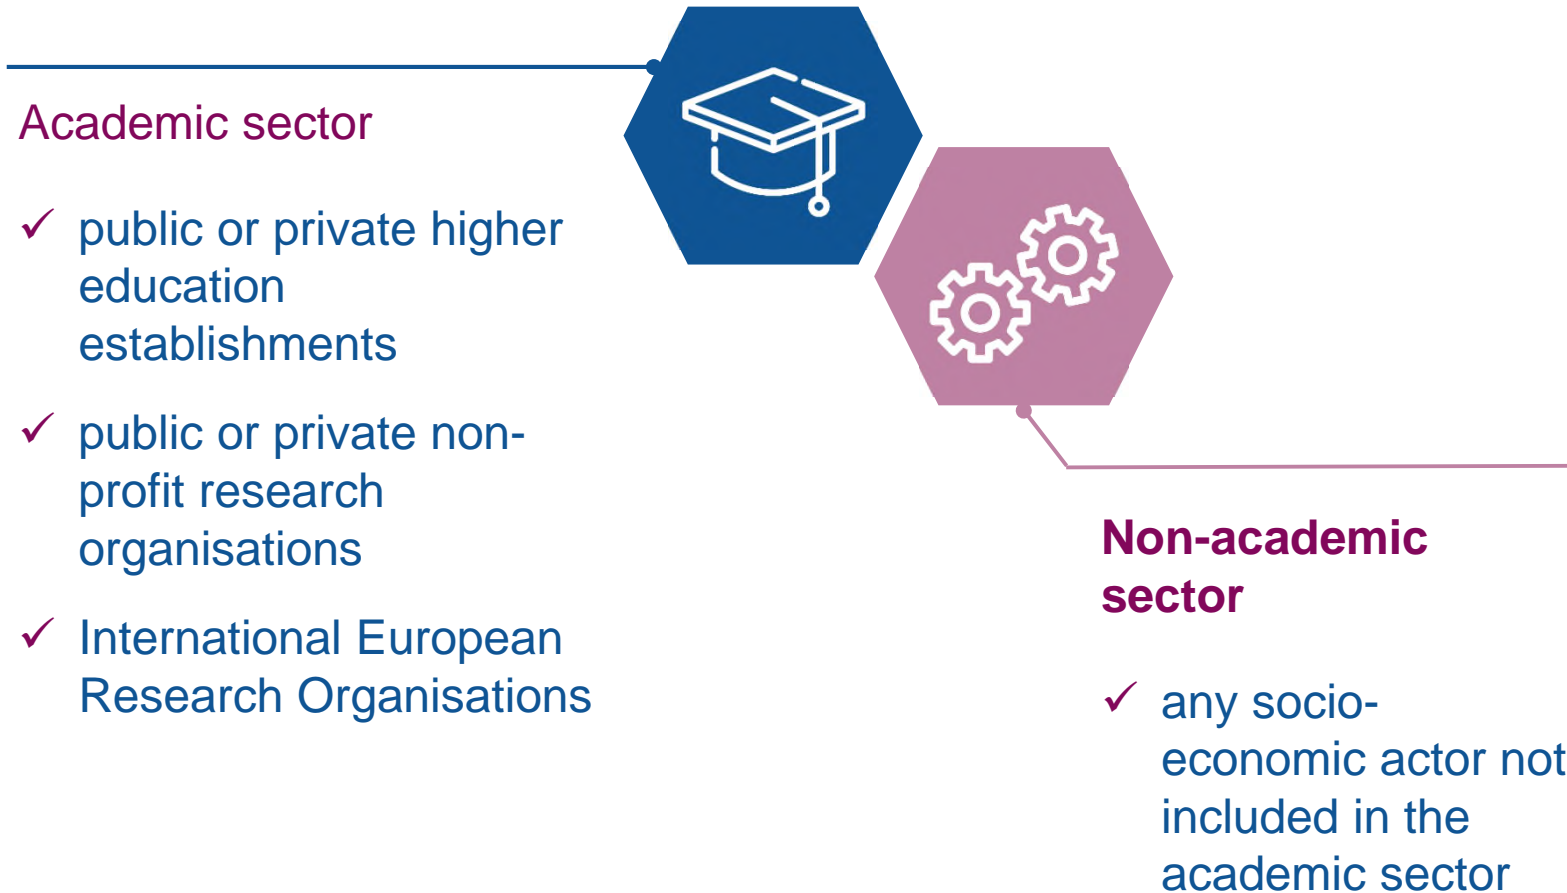 Academic sector
✓ public or private higher
education
establishments
✓ public or private non-
profit research
organisations
✓ International European
Research Organisations
Non-academic
sector
✓ any socio-
economic actor not
included in the
academic sector